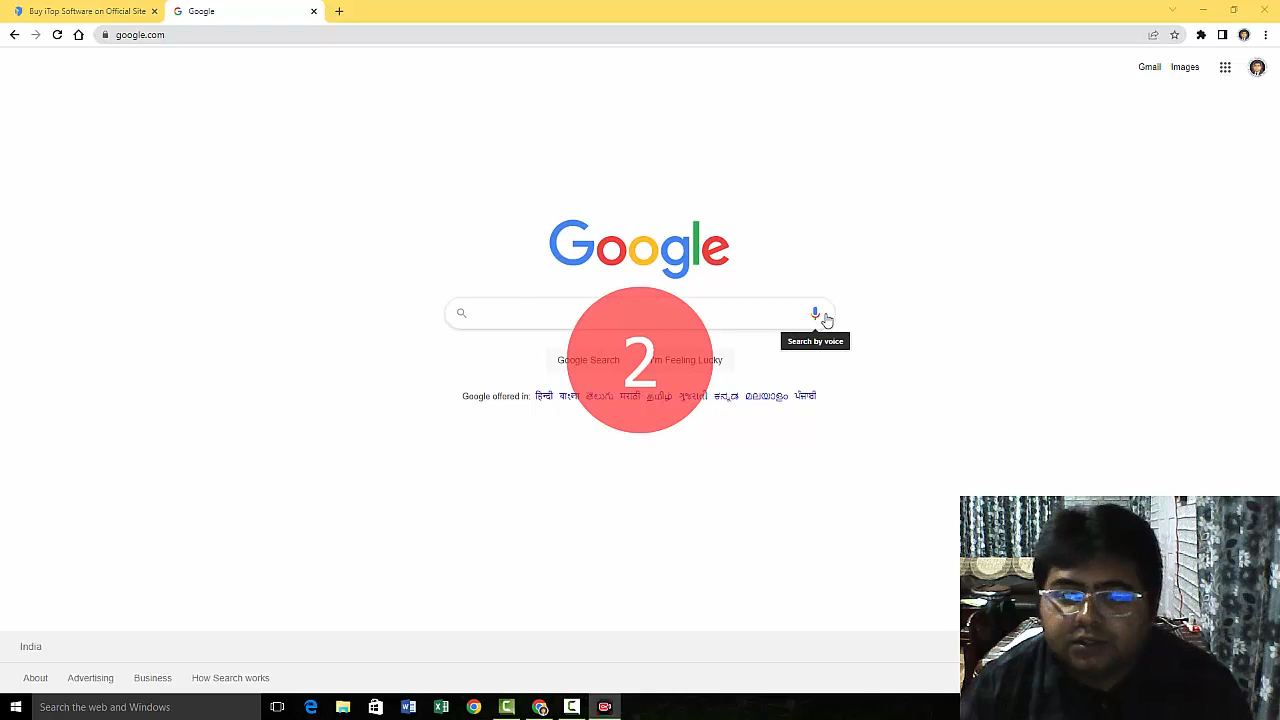 Buy iTop Software on Official Site
Google
google.com
Gmail Images
Google
Search by voice
Google Search I'm Feeling Lucky
2
Google offered in: हिन्दी বাংলা తెలుగు मराठी தமிழ் ગુજરાતી ಕನ್ನಡ മലയാളം ਪੰਜਾਬੀ
India
About Advertising Business How Search works
Search the web and Windows